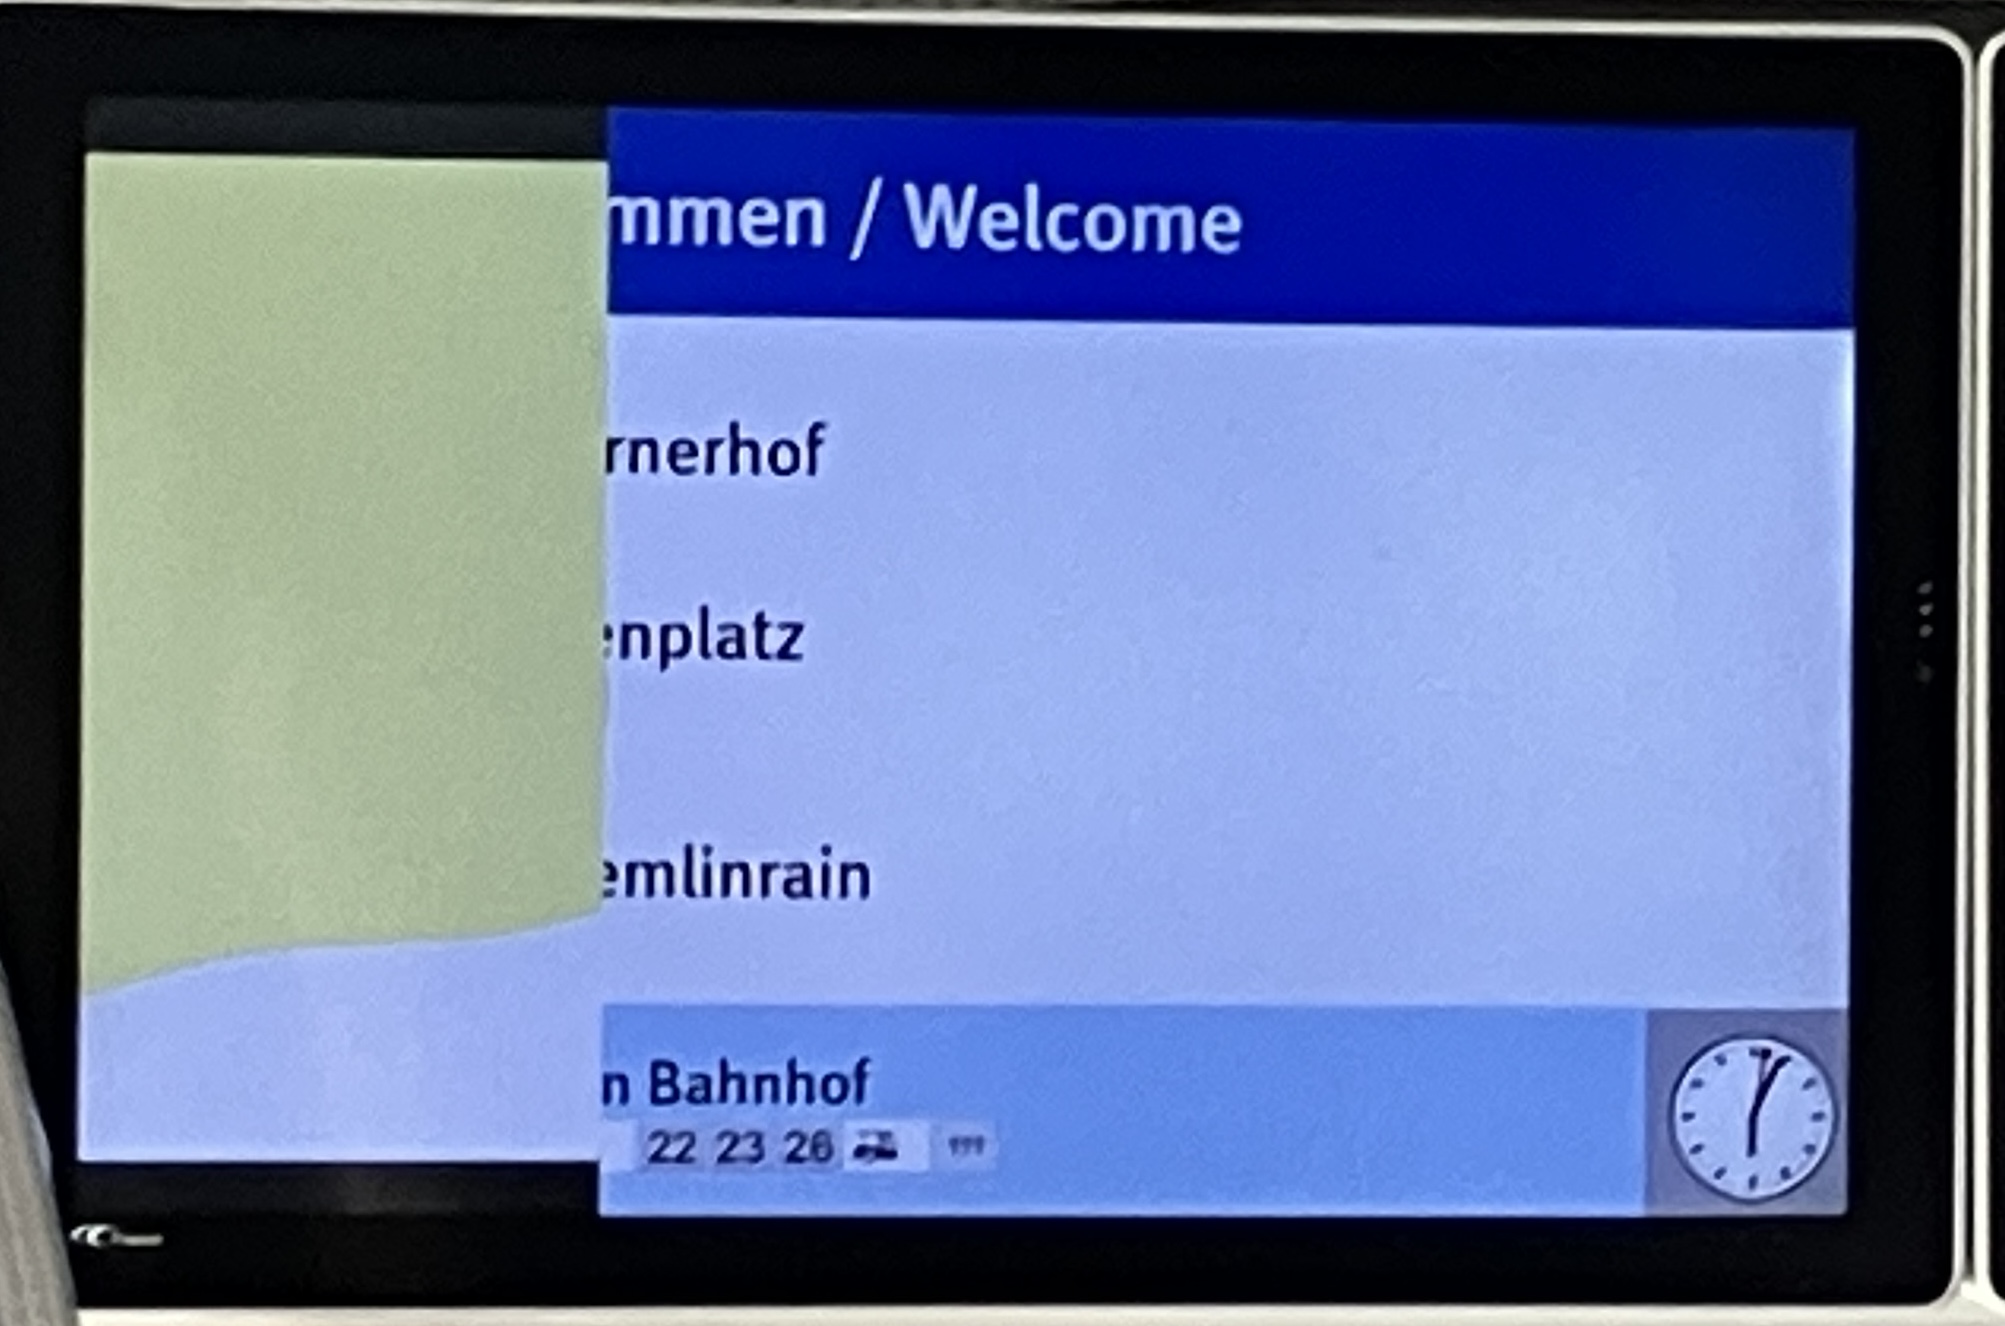 mmen / Welcome
rnerhof
enplatz
emlinrain
n Bahnhof
22 23 26